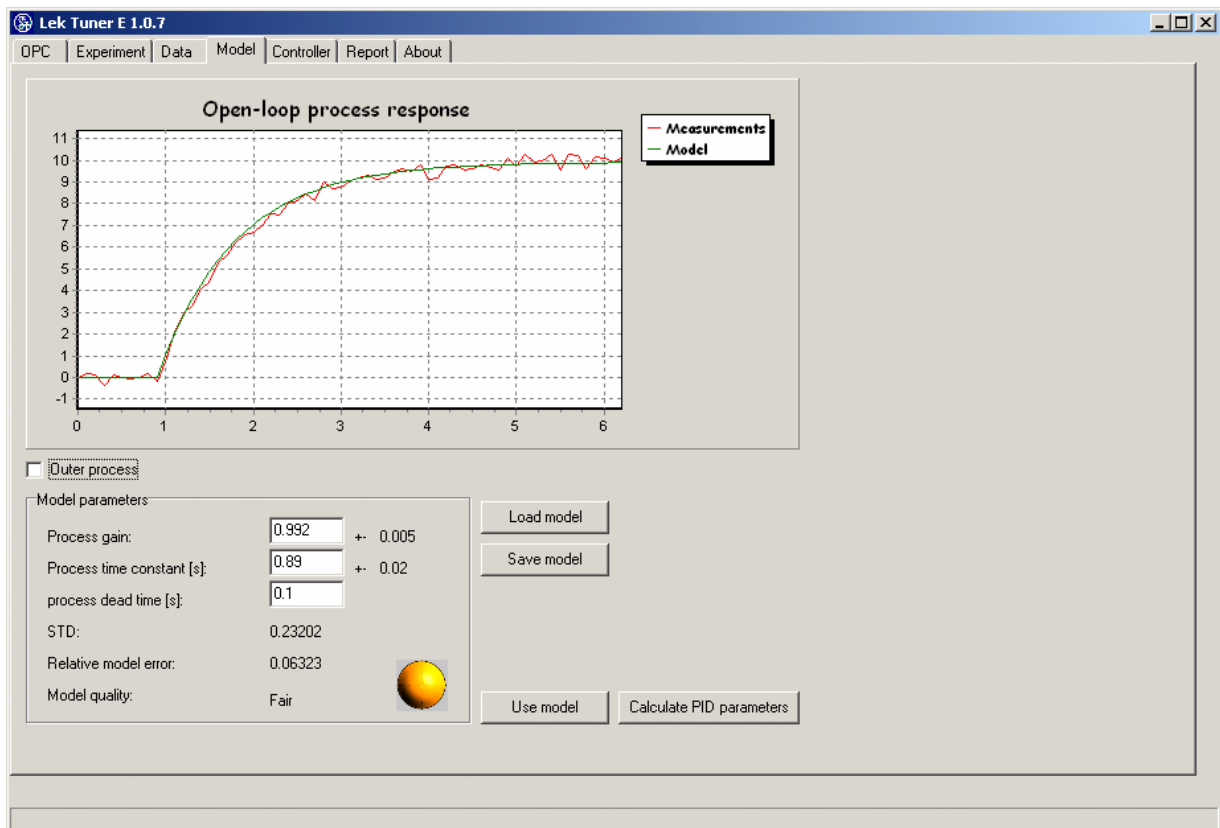 Lek Tuner E 1.0.7
OPC Experiment Data Model Controller Report About
Open-loop process response
Measurements
Model
11
10
9
8
7
6
5
4
3
2
1
0
-1
0 1 2 3 4 5 6
Outer process
Model parameters
Process gain: 0.992 +- 0.005
Process time constant [s]: 0.89 +- 0.02
process dead time [s]: 0.1
STD: 0.23202
Relative model error: 0.06323
Model quality: Fair
Load model
Save model
Use model
Calculate PID parameters